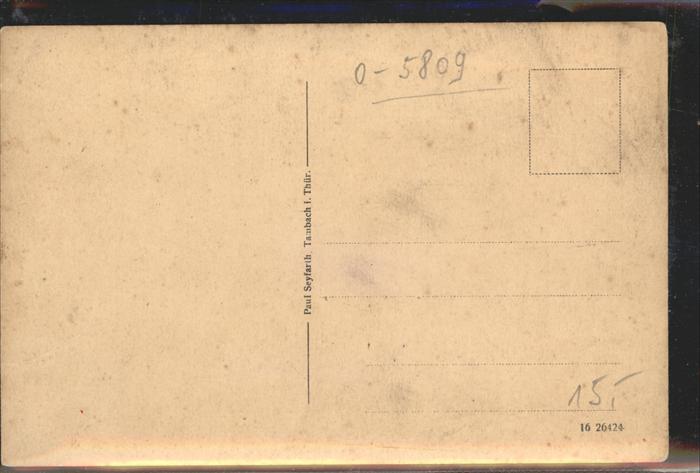 0-5809
Paul Seyfarth, Tambach i. Thür.
15,-
16 26424